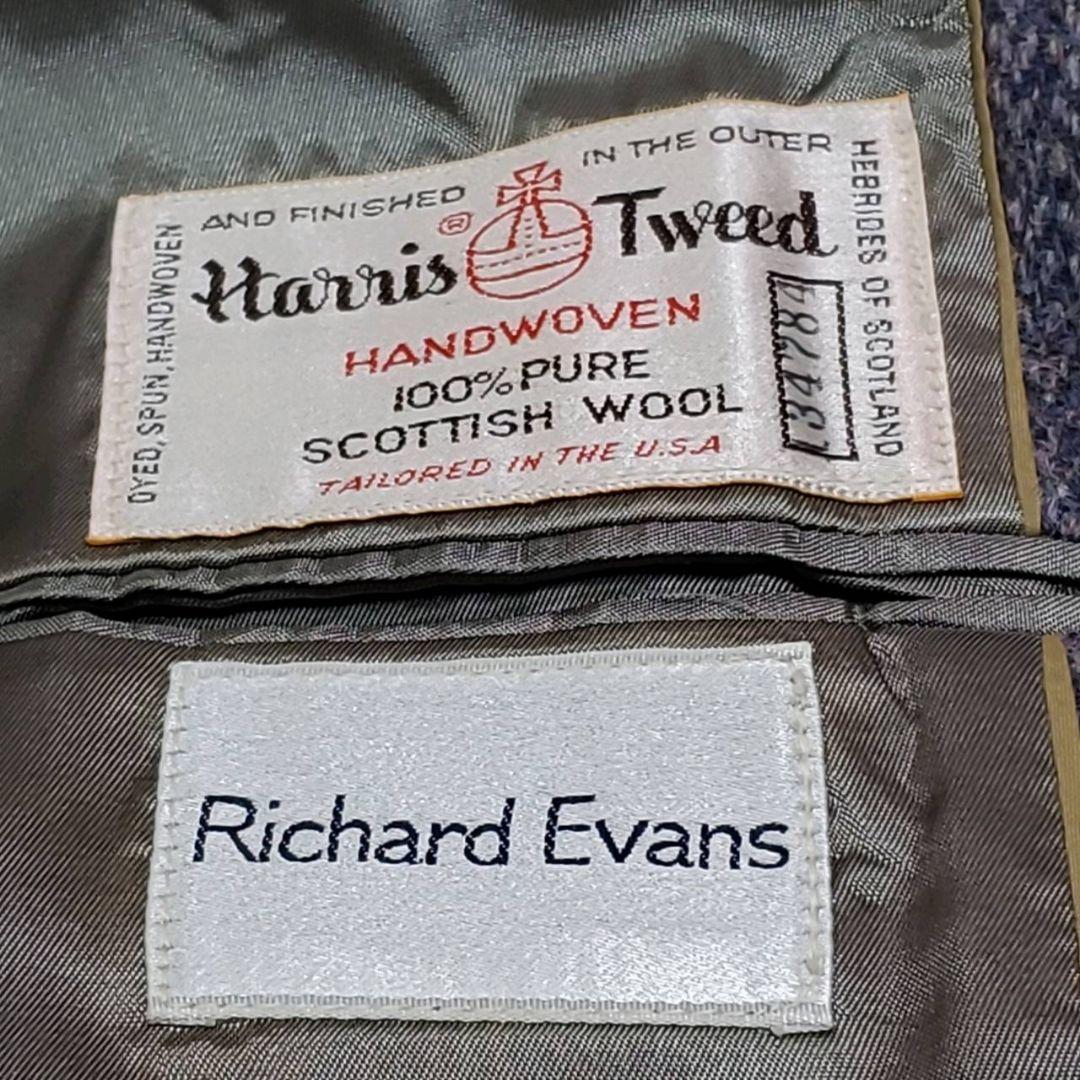 DYED, SPUN, HANDWOVEN
AND FINISHED
IN THE OUTER
HEBRIDES OF SCOTLAND
Harris® Tweed
HANDWOVEN
100% PURE
SCOTTISH WOOL
TAILORED IN THE U.S.A
Richard Evans